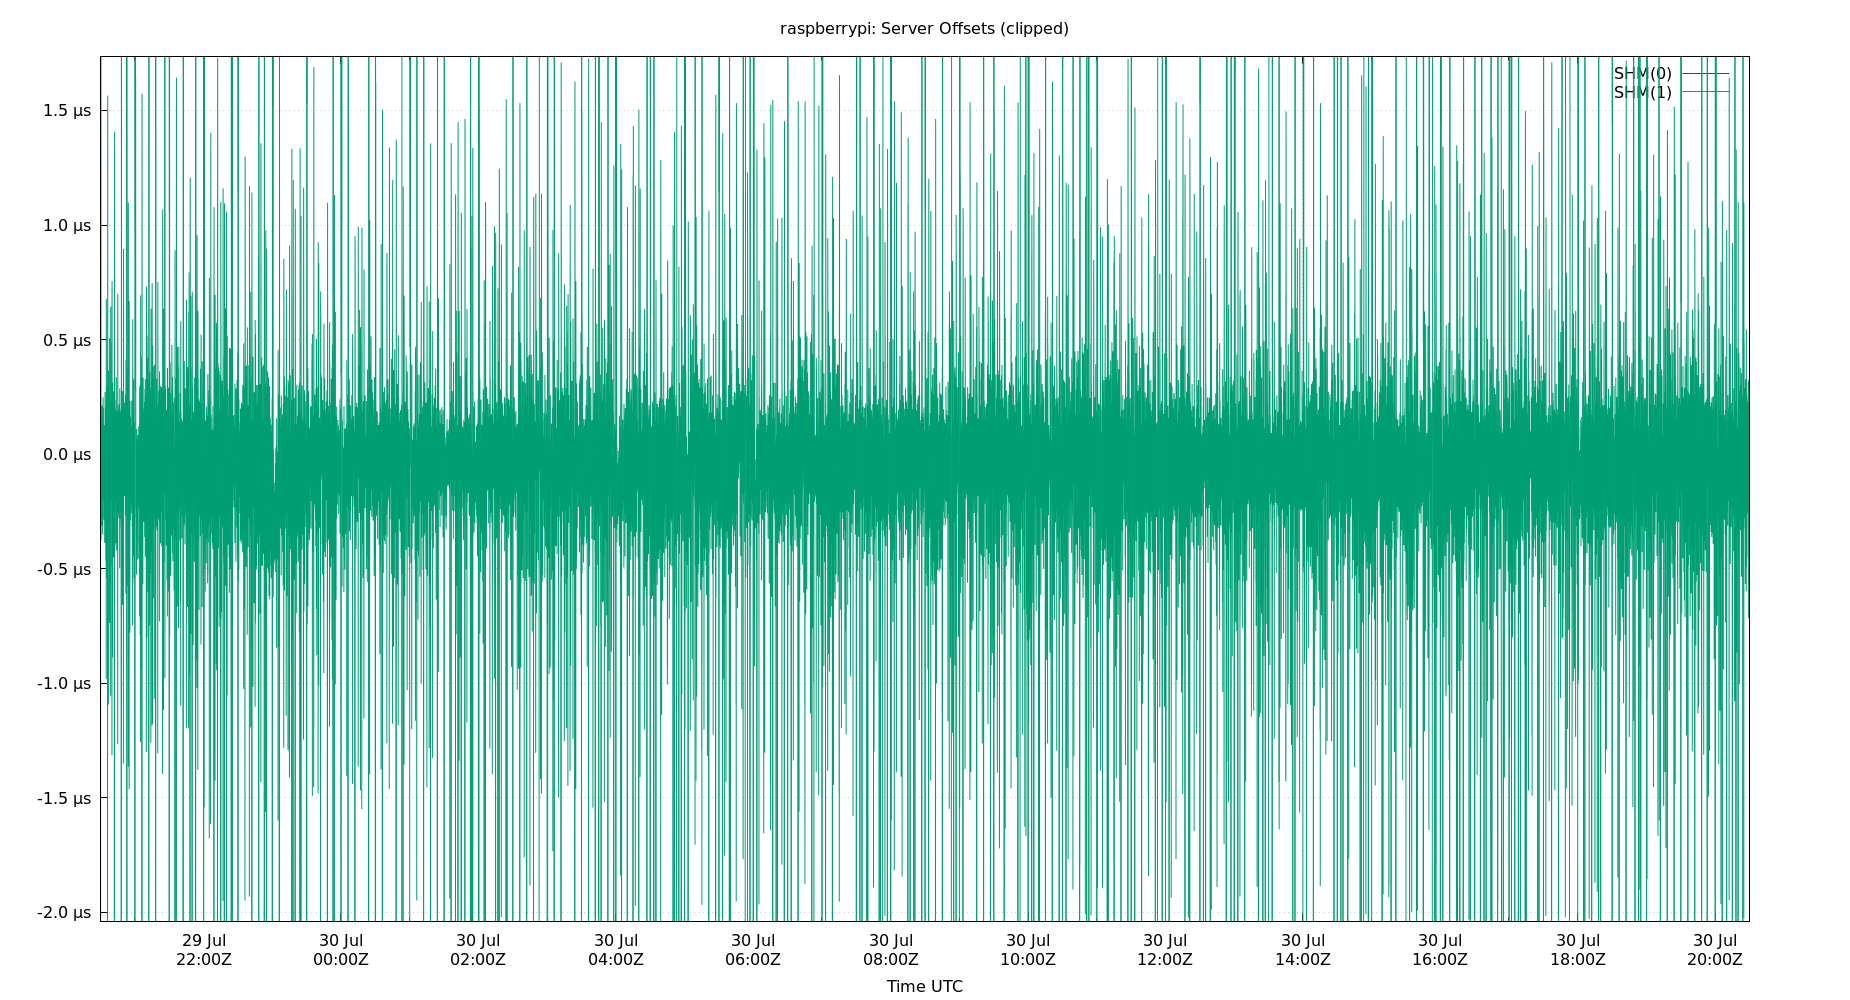 raspberrypi: Server Offsets (clipped)
SHM(0)
SHM(1)
1.5 µs
1.0 µs
0.5 µs
0.0 µs
-0.5 µs
-1.0 µs
-1.5 µs
-2.0 µs
29 Jul 30 Jul 30 Jul 30 Jul 30 Jul 30 Jul 30 Jul 30 Jul 30 Jul 30 Jul 30 Jul 30 Jul
22:00Z 00:00Z 02:00Z 04:00Z 06:00Z 08:00Z 10:00Z 12:00Z 14:00Z 16:00Z 18:00Z 20:00Z
Time UTC